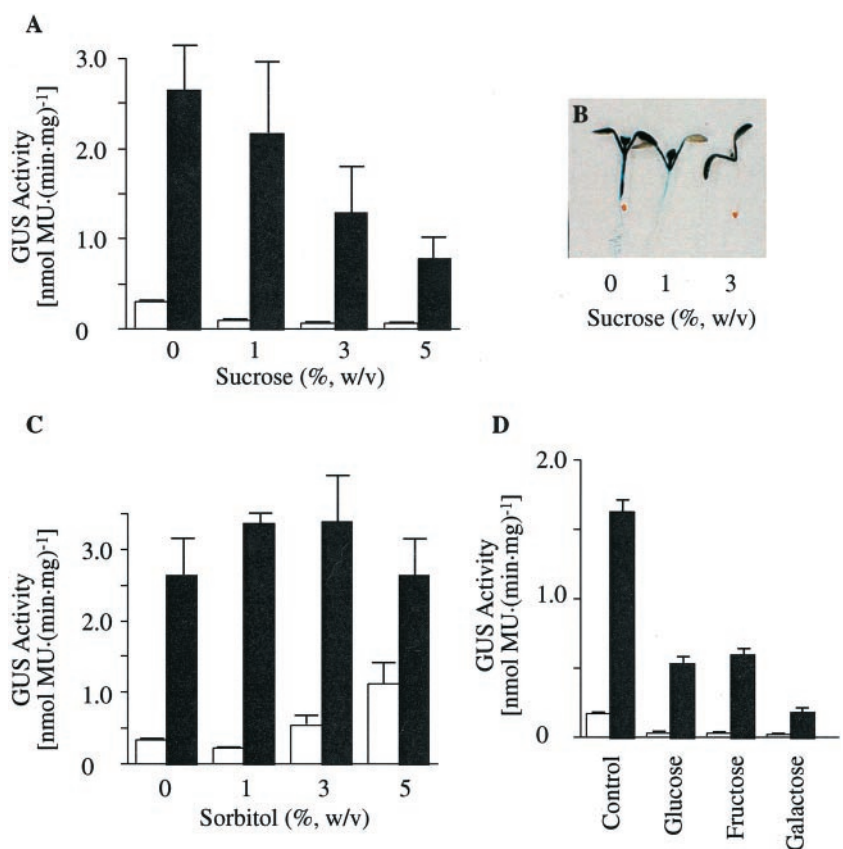 A
3.0
2.0
1.0
0
GUS Activity
[nmol MU·(min·mg)⁻¹]
0 1 3 5
Sucrose (%, w/v)
B
0 1 3
Sucrose (%, w/v)
C
3.0
2.0
1.0
0
GUS Activity
[nmol MU·(min·mg)⁻¹]
0 1 3 5
Sorbitol (%, w/v)
D
2.0
1.0
0
GUS Activity
[nmol MU·(min·mg)⁻¹]
Control
Glucose
Fructose
Galactose